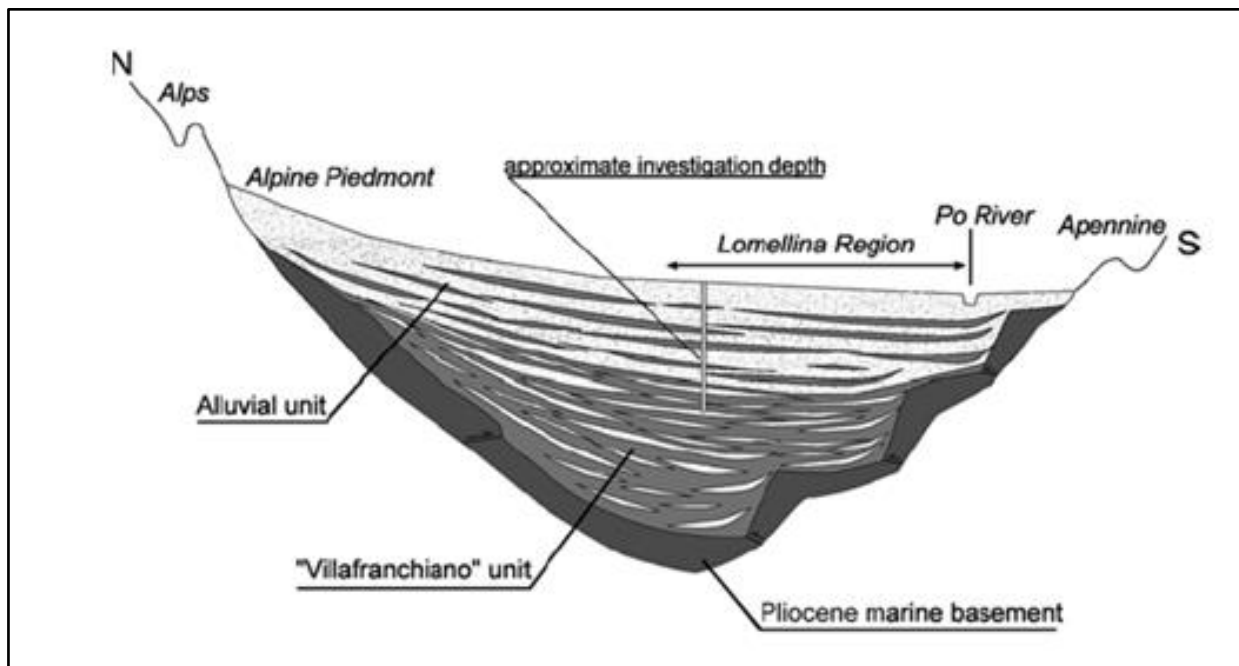 N
Alps
Alpine Piedmont
approximate investigation depth
Po River
Lomellina Region
Apennine
S
Alluvial unit
"Villafranchiano" unit
Pliocene marine basement